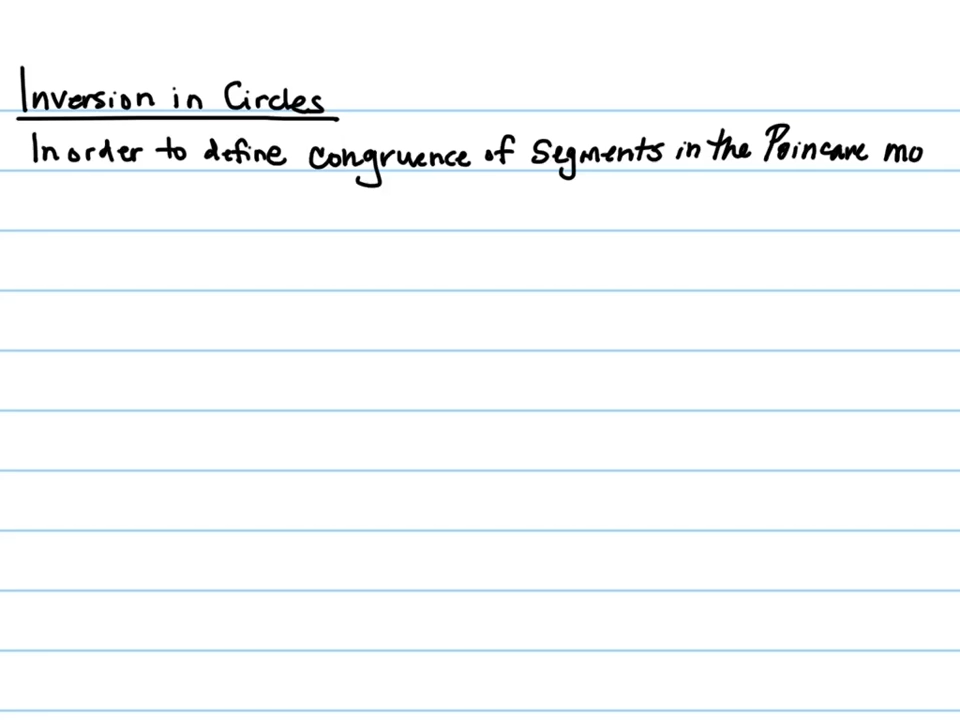 Inversion in Circles
In order to define congruence of segments in the Poincare mo